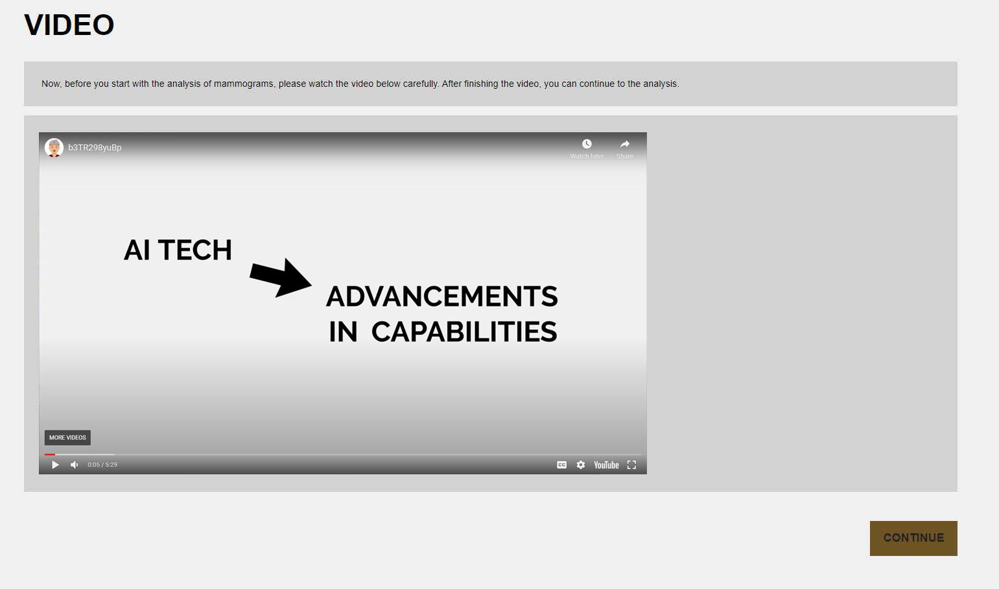 VIDEO
Now, before you start with the analysis of mammograms, please watch the video below carefully. After finishing the video, you can continue to the analysis.
b3TR298yuBp
Watch later
Share
AI TECH
ADVANCEMENTS
IN CAPABILITIES
MORE VIDEOS
0:05 / 5:29
CC
YouTube
CONTINUE